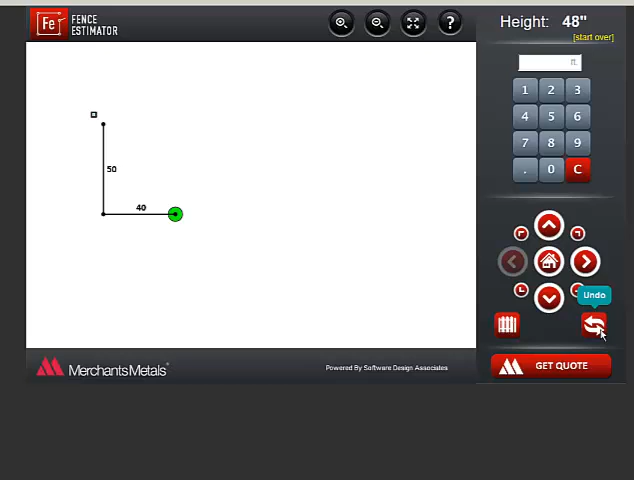 Fe FENCE ESTIMATOR
?
Height: 48"
[start over]
ft.
1 2 3
4 5 6
7 8 9
. 0 C
50
40
Undo
GET QUOTE
MerchantsMetals®
Powered By Software Design Associates